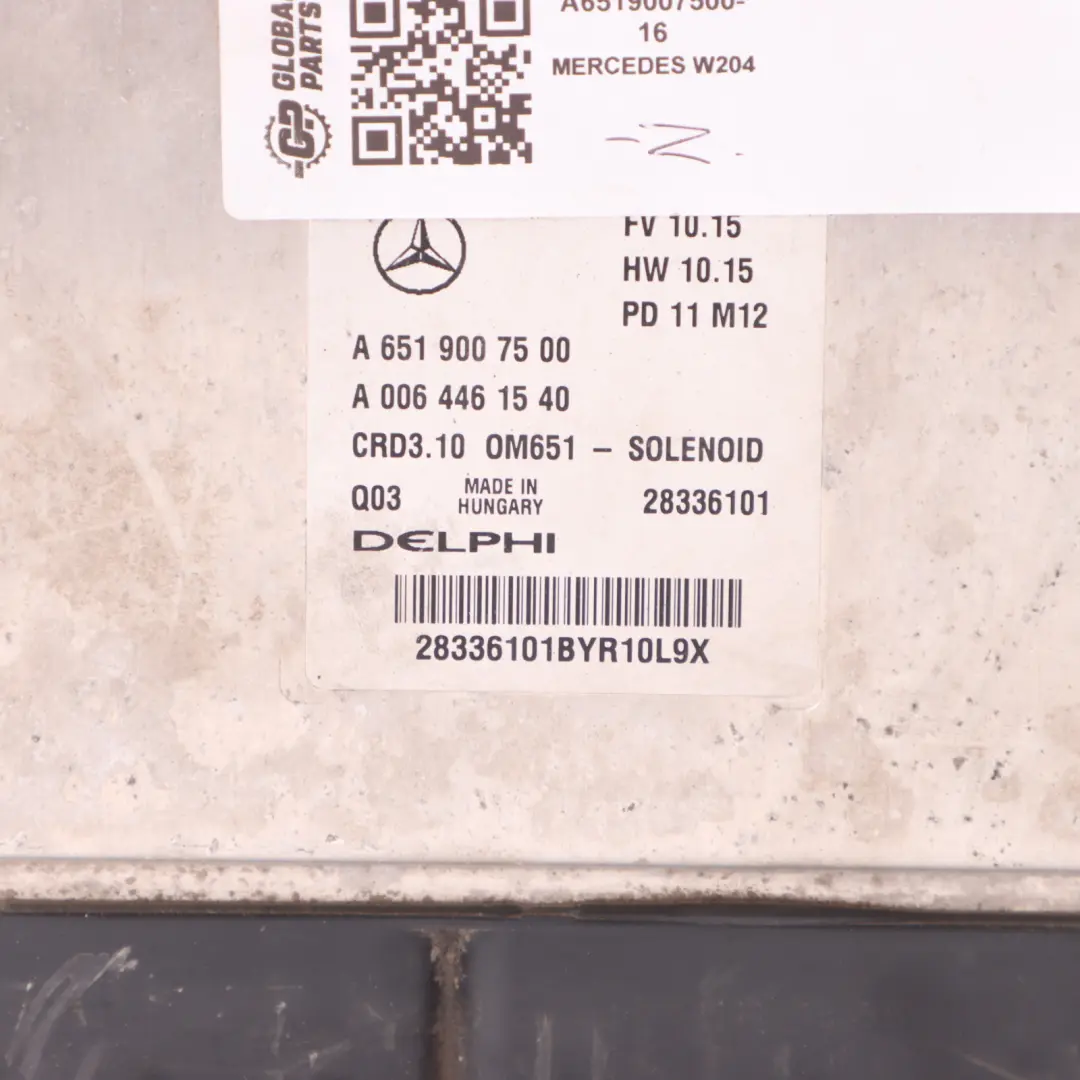 GLOBAL
PARTS
A6519007500-
16
MERCEDES W204
FV 10.15
HW 10.15
PD 11 M12
A 651 900 75 00
A 006 446 15 40
CRD3.10 OM651 – SOLENOID
Q03
MADE IN
HUNGARY
28336101
DELPHI
28336101BYR10L9X